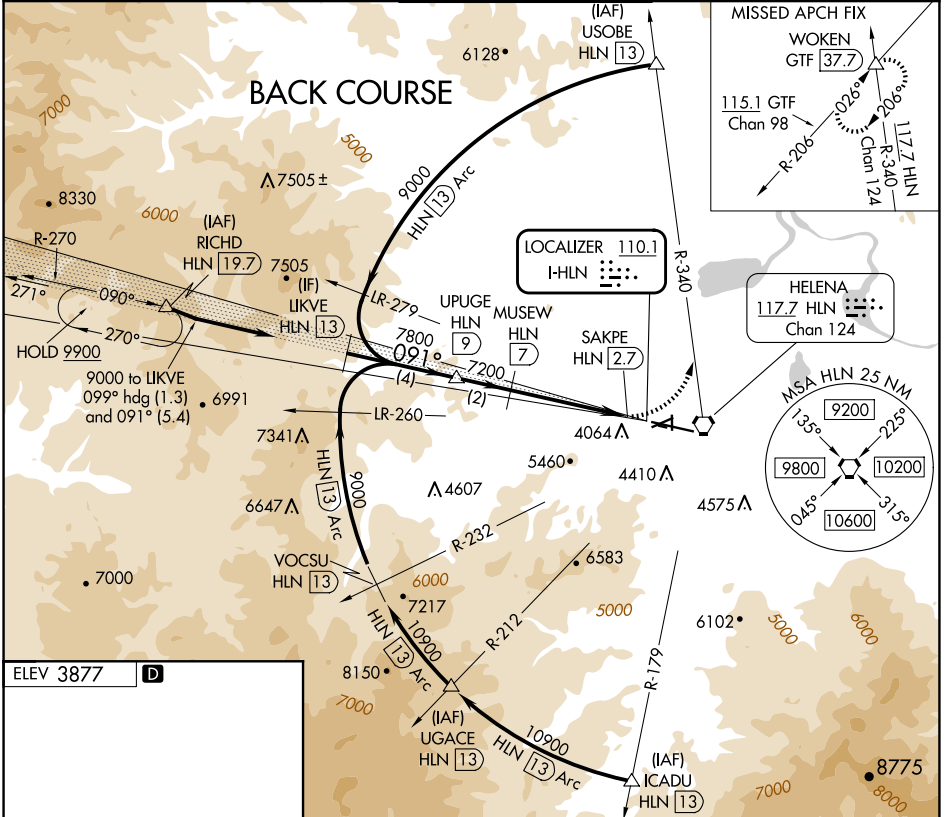 BACK COURSE
(IAF)
USOBE
HLN 13
6128
7000
5000
7505 ±
8330
6000
9000
HLN 13 Arc
R-340
MISSED APCH FIX
WOKEN
GTF 37.7
115.1 GTF
Chan 98
R-206
026°
206°
117.7 HLN
R-340
Chan 124
R-270
(IAF)
RICHD
HLN 19.7
7505
(IF)
LIKVE
HLN 13
LR-279
LOCALIZER 110.1
I-HLN
HELENA
117.7 HLN
Chan 124
271°
090°
270°
HOLD 9900
UPUGE
HLN
9
MUSEW
HLN
7
SAKPE
HLN 2.7
7800
091°
(4)
7200
(2)
9000 to LIKVE
099° hdg (1.3)
and 091° (5.4)
6991
LR-260
7341
4064
5460
4410
4607
4575
6647
MSA HLN 25 NM
135°
9200
225°
9800
10200
045°
10600
315°
9000
HLN 13 Arc
R-232
VOCSU
HLN 13
6000
7217
6583
7000
R-212
5000
6102
5000
6000
R-179
10900
HLN 13 Arc
8150
7000
ELEV 3877 D
(IAF)
UGACE
HLN 13
10900
HLN 13 Arc
(IAF)
ICADU
HLN 13
8775
7000
8000